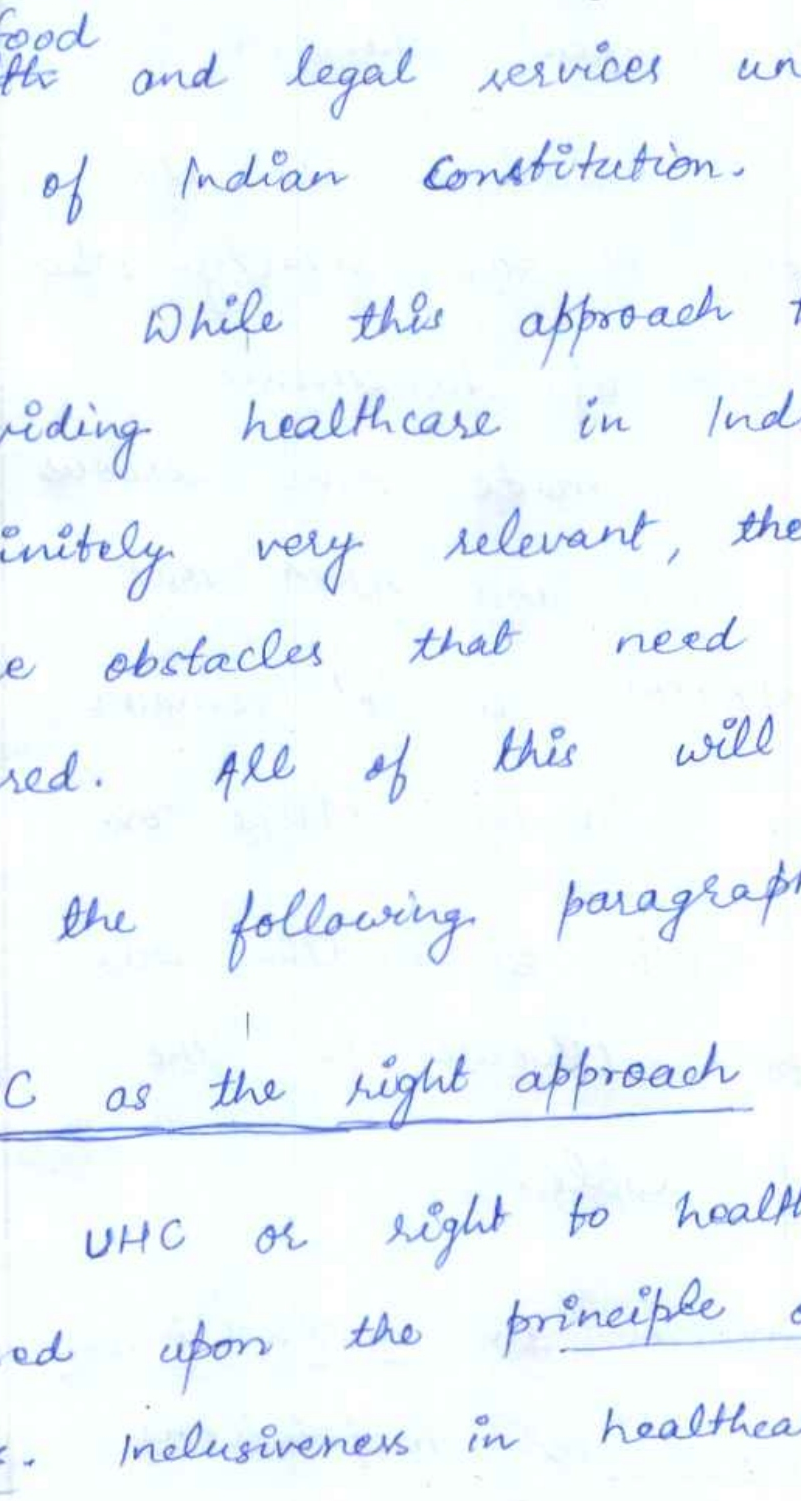 food
and legal services un
of Indian Constitution.
While this approach t
viding healthcare in Ind
initely very relevant, the
e obstacles that need
red. All of this will
the following paragraph
C as the right approach
UHC or right to health
ed upon the principle o
Inclusiveness in healthca